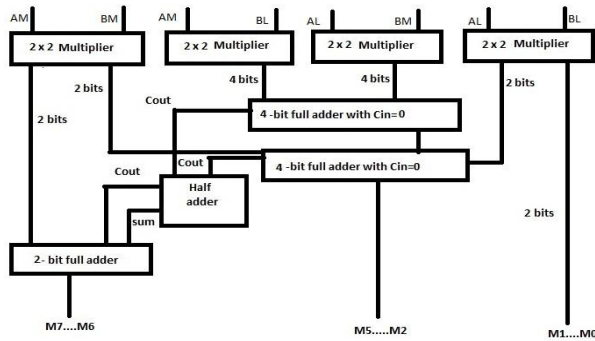 AM BM AM BL AL BM AL BL
2 x 2 Multiplier
2 x 2 Multiplier
2 x 2 Multiplier
2 x 2 Multiplier
2 bits
4 bits
4 bits
2 bits
Cout
2 bits
4 -bit full adder with Cin=0
Cout
Cout
4 -bit full adder with Cin=0
Half
adder
sum
2 bits
2- bit full adder
M7....M6
M5.....M2
M1....M0